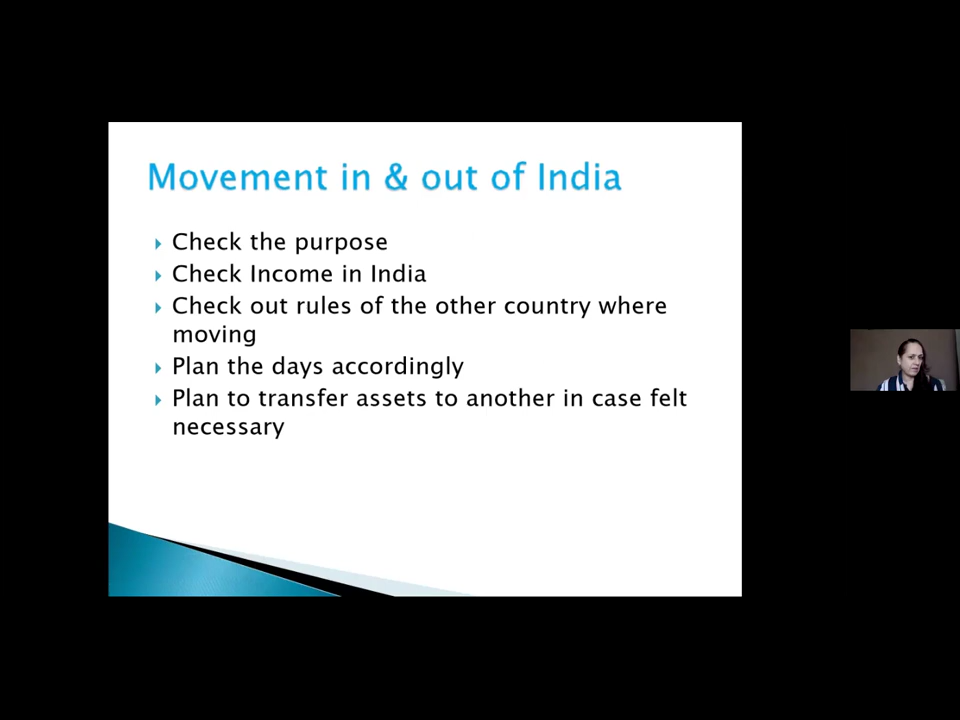 Movement in & out of India
Check the purpose
Check Income in India
Check out rules of the other country where
moving
Plan the days accordingly
Plan to transfer assets to another in case felt
necessary